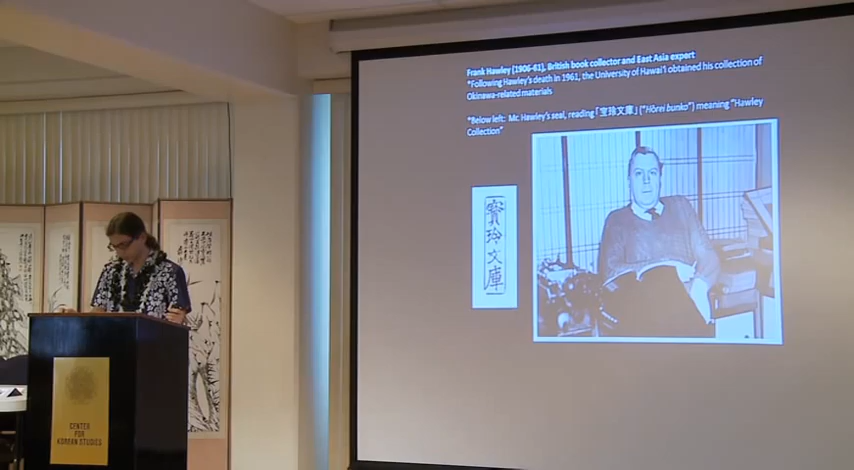 Frank Hawley (1906-61), British book collector and East Asia expert
*Following Hawley's death in 1961, the University of Hawai'i obtained his collection of
Okinawa-related materials
*Below left: Mr. Hawley's seal, reading「宝玲文庫」("Hōrei bunko") meaning "Hawley
Collection"
寳玲文庫
CENTER
FOR
KOREAN STUDIES